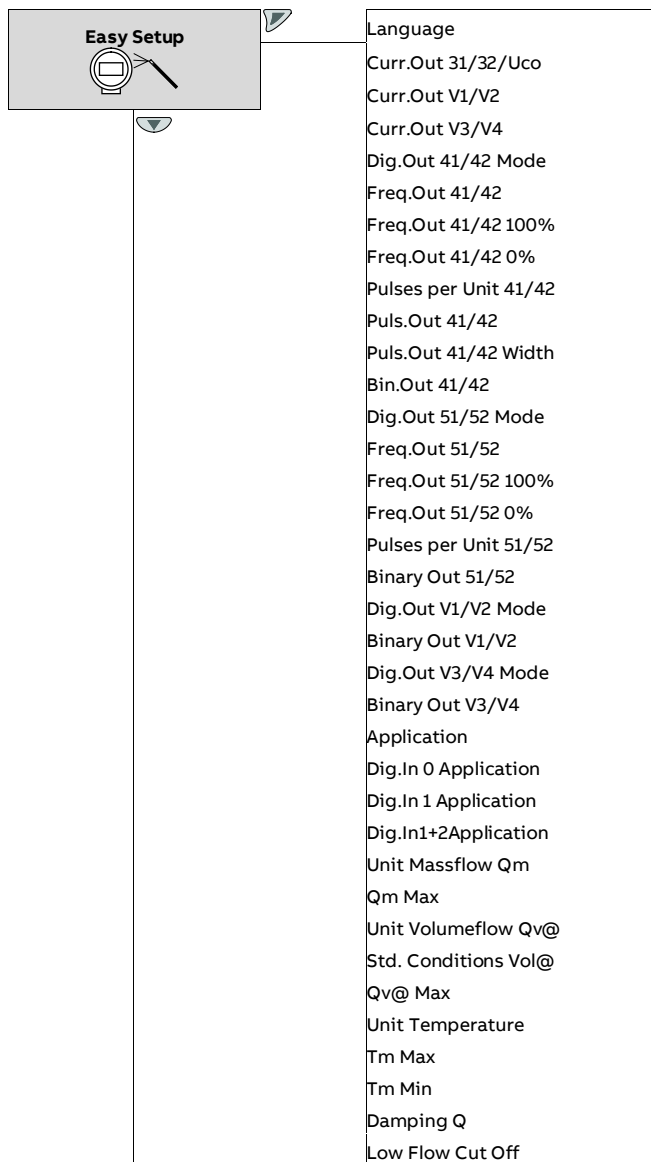 Easy Setup
Language
Curr.Out 31/32/Uco
Curr.Out V1/V2
Curr.Out V3/V4
Dig.Out 41/42 Mode
Freq.Out 41/42
Freq.Out 41/42 100%
Freq.Out 41/42 0%
Pulses per Unit 41/42
Puls.Out 41/42
Puls.Out 41/42 Width
Bin.Out 41/42
Dig.Out 51/52 Mode
Freq.Out 51/52
Freq.Out 51/52 100%
Freq.Out 51/52 0%
Pulses per Unit 51/52
Binary Out 51/52
Dig.Out V1/V2 Mode
Binary Out V1/V2
Dig.Out V3/V4 Mode
Binary Out V3/V4
Application
Dig.In 0 Application
Dig.In 1 Application
Dig.In1+2Application
Unit Massflow Qm
Qm Max
Unit Volumeflow Qv@
Std. Conditions Vol@
Qv@ Max
Unit Temperature
Tm Max
Tm Min
Damping Q
Low Flow Cut Off